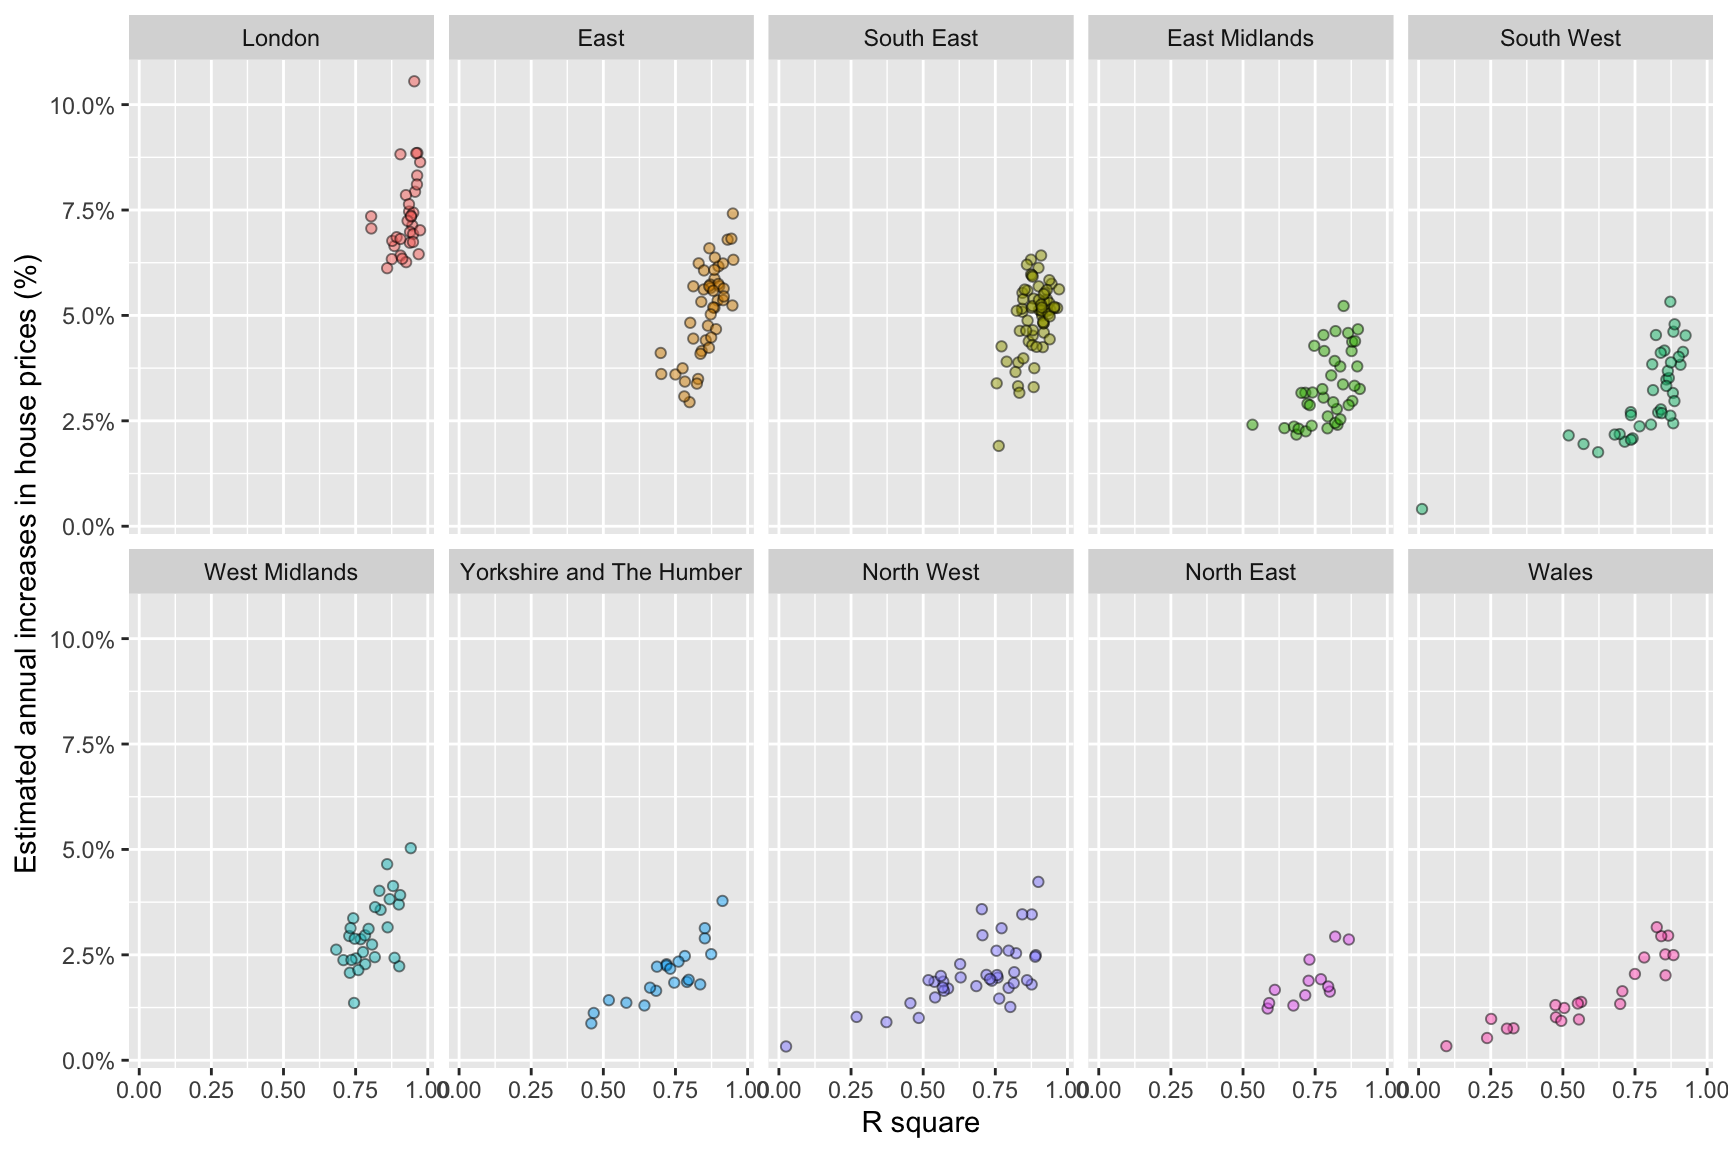 London
East
South East
East Midlands
South West
10.0%
7.5%
5.0%
2.5%
0.0%
West Midlands
Yorkshire and The Humber
North West
North East
Wales
10.0%
7.5%
5.0%
2.5%
0.0%
0.00 0.25 0.50 0.75 1.00
0.00 0.25 0.50 0.75 1.00
0.00 0.25 0.50 0.75 1.00
0.00 0.25 0.50 0.75 1.00
0.00 0.25 0.50 0.75 1.00
R square
Estimated annual increases in house prices (%)